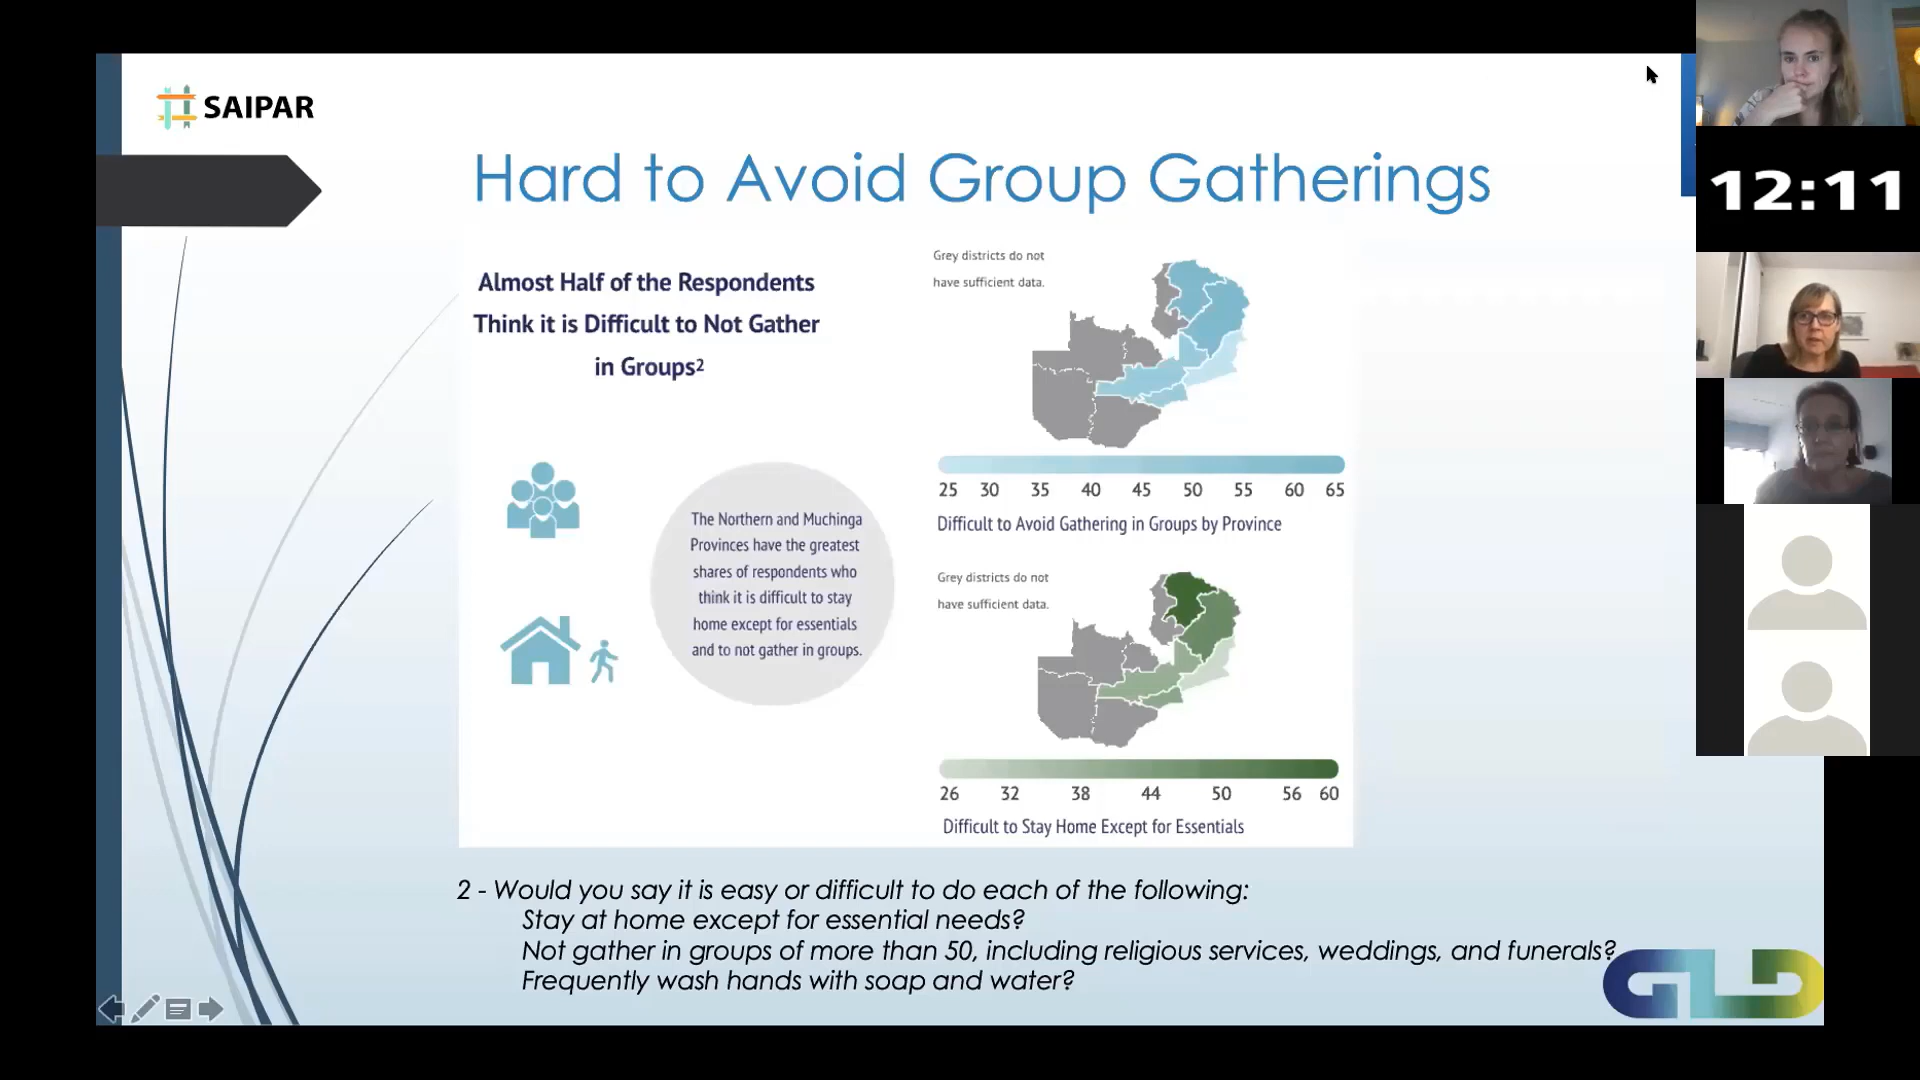 SAIPAR
12:11
Hard to Avoid Group Gatherings
Almost Half of the Respondents
Think it is Difficult to Not Gather
in Groups²
Grey districts do not
have sufficient data.
25 30 35 40 45 50 55 60 65
Difficult to Avoid Gathering in Groups by Province
The Northern and Muchinga
Provinces have the greatest
shares of respondents who
think it is difficult to stay
home except for essentials
and to not gather in groups.
Grey districts do not
have sufficient data.
26 32 38 44 50 56 60
Difficult to Stay Home Except for Essentials
2 - Would you say it is easy or difficult to do each of the following:
Stay at home except for essential needs?
Not gather in groups of more than 50, including religious services, weddings, and funerals?
Frequently wash hands with soap and water?
GLD